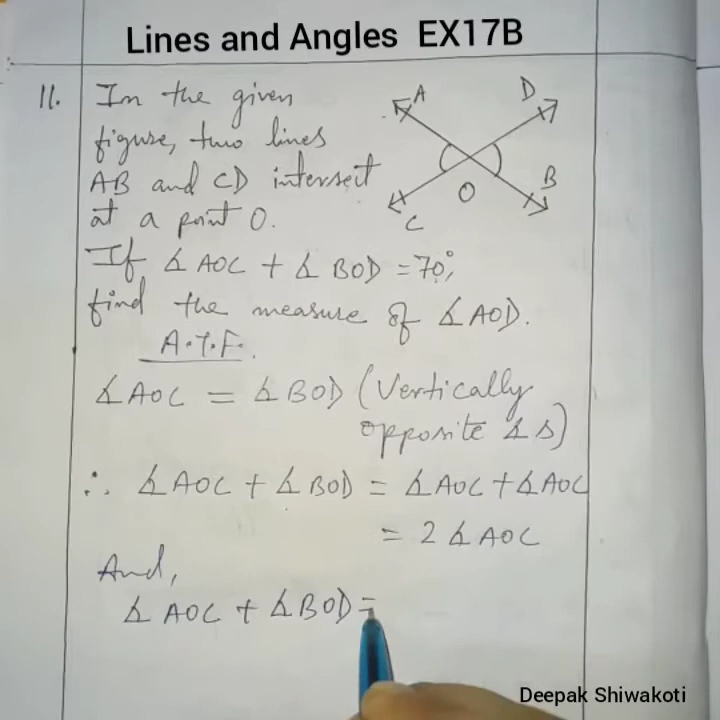 Lines and Angles EX17B
11. In the given
figure, two lines
AB and CD intersect
at a point O.
If ∡AOC + ∡BOD = 70°,
find the measure of ∡AOD.
A.T.F.
∡AOC = ∡BOD (Vertically
opposite ∡s)
∴ ∡AOC + ∡BOD = ∡AOC + ∡AOC
= 2∡AOC
And,
∡AOC + ∡BOD =
A
D
O
B
C
Deepak Shiwakoti